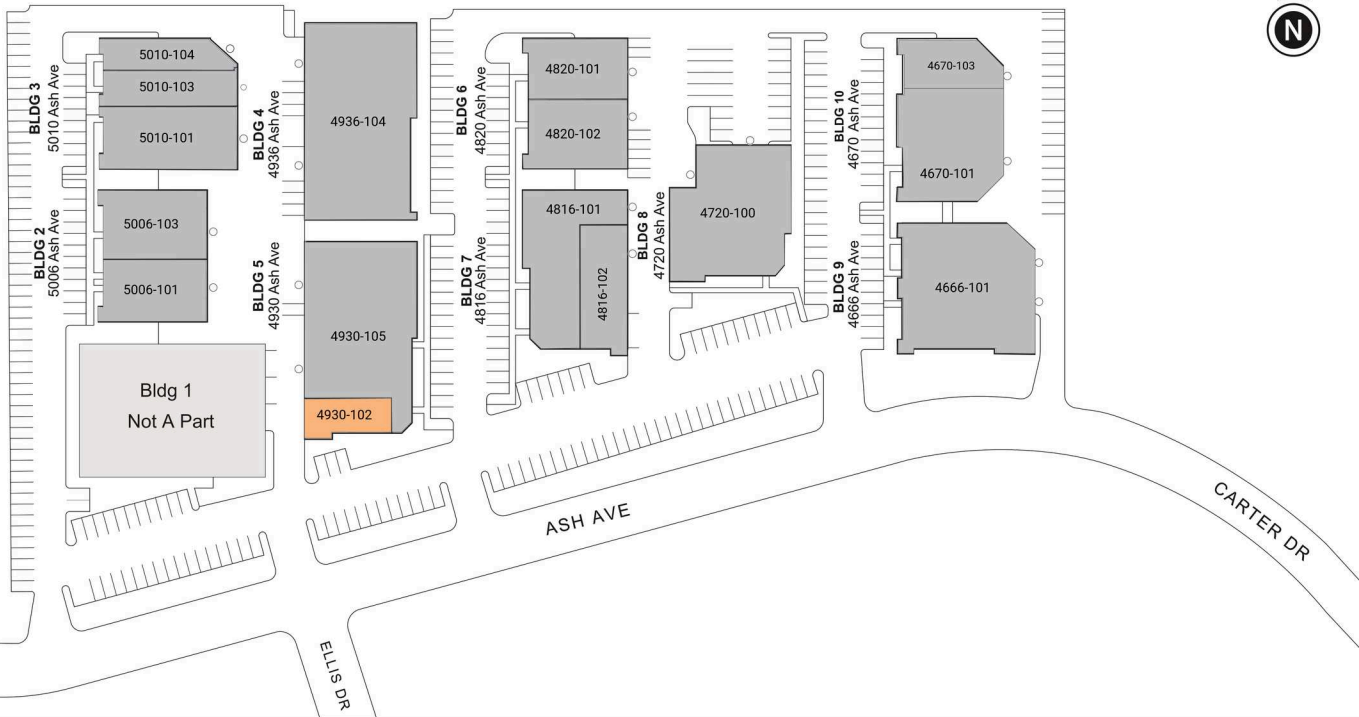 N
BLDG 3
5010 Ash Ave
5010-104
5010-103
5010-101
BLDG 2
5006 Ash Ave
5006-103
5006-101
Bldg 1
Not A Part
BLDG 4
4936 Ash Ave
4936-104
BLDG 5
4930 Ash Ave
4930-105
4930-102
BLDG 6
4820 Ash Ave
4820-101
4820-102
BLDG 7
4816 Ash Ave
4816-101
4816-102
BLDG 8
4720 Ash Ave
4720-100
BLDG 10
4670 Ash Ave
4670-103
4670-101
BLDG 9
4666 Ash Ave
4666-101
ASH AVE
CARTER DR
ELLIS DR